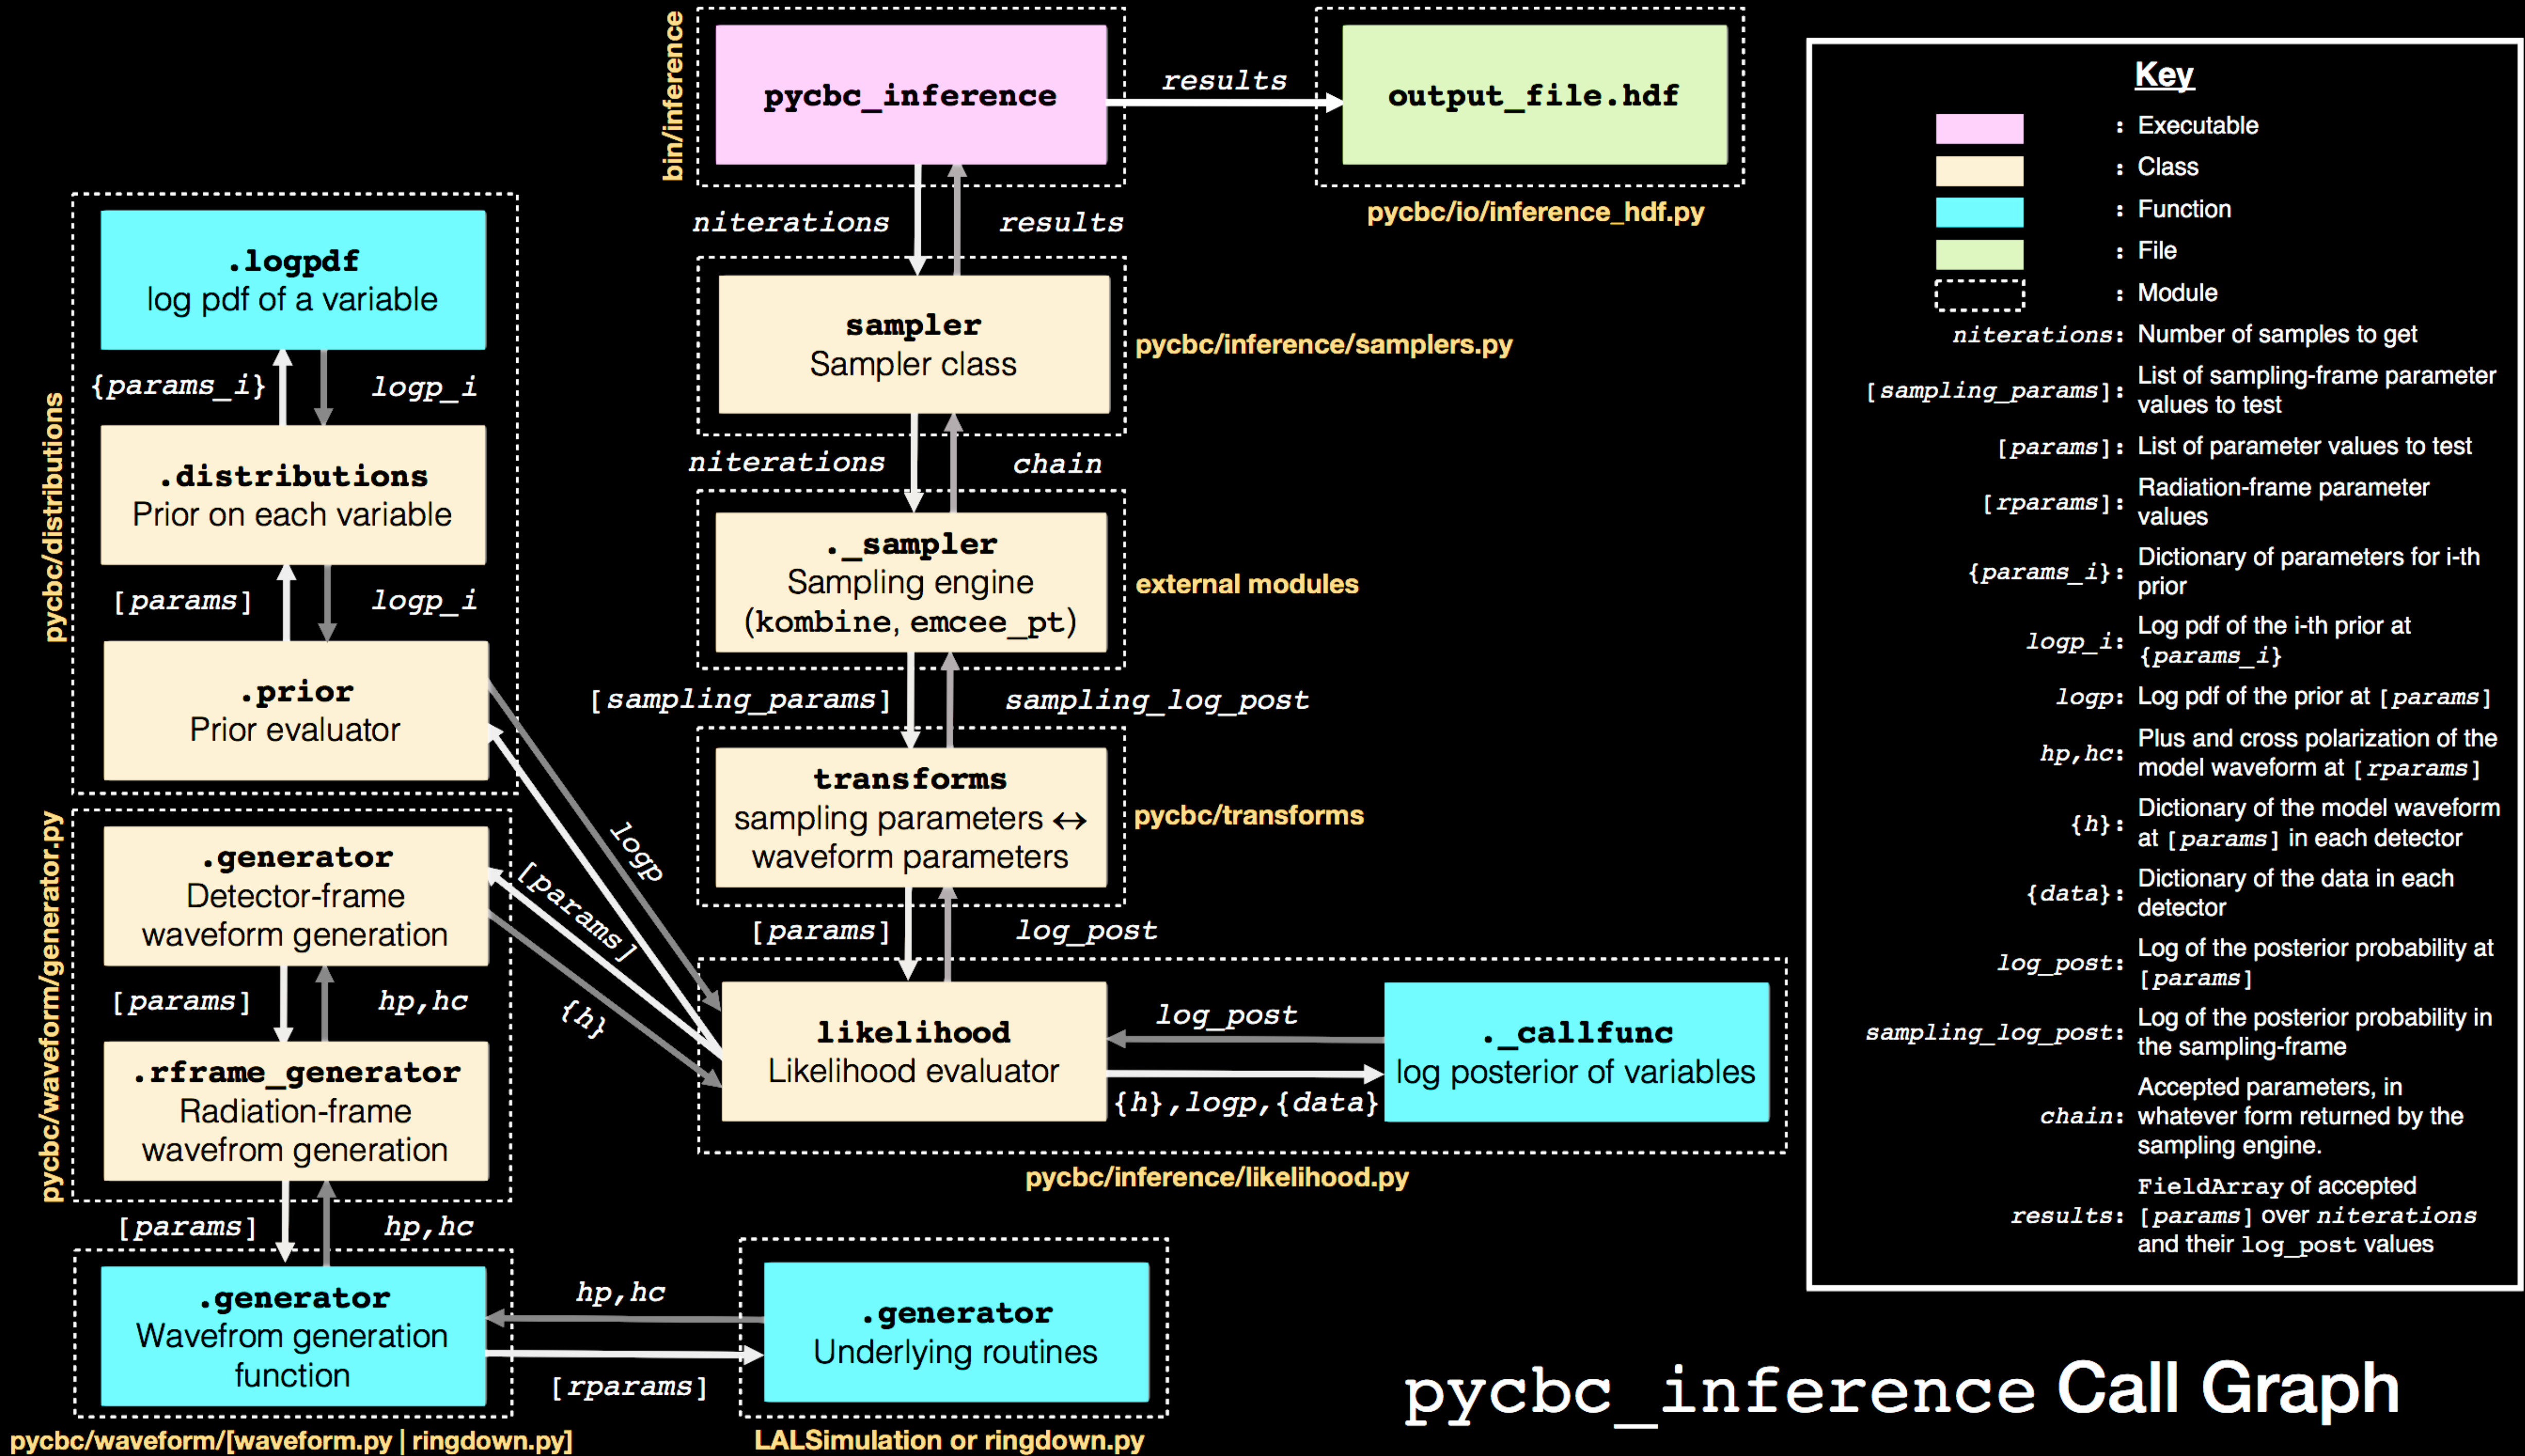 bin/inference
pycbc_inference
results
output_file.hdf
pycbc/io/inference_hdf.py
niterations
results
sampler
Sampler class
pycbc/inference/samplers.py
niterations
chain
._sampler
Sampling engine
(kombine, emcee_pt)
external modules
[sampling_params]
sampling_log_post
transforms
sampling parameters ↔
waveform parameters
pycbc/transforms
[params]
log_post
likelihood
Likelihood evaluator
log_post
{h},logp,{data}
._callfunc
log posterior of variables
pycbc/inference/likelihood.py
pycbc/distributions
.logpdf
log pdf of a variable
{params_i}
logp_i
.distributions
Prior on each variable
[params]
logp_i
.prior
Prior evaluator
logp
[params]
{h}
pycbc/waveform/generator.py
.generator
Detector-frame
waveform generation
[params]
hp,hc
.rframe_generator
Radiation-frame
wavefrom generation
[params]
hp,hc
.generator
Wavefrom generation
function
pycbc/waveform/[waveform.py | ringdown.py]
hp,hc
[rparams]
.generator
Underlying routines
LALSimulation or ringdown.py
Key
: Executable
: Class
: Function
: File
: Module
niterations: Number of samples to get
[sampling_params]: List of sampling-frame parameter
values to test
[params]: List of parameter values to test
[rparams]: Radiation-frame parameter
values
{params_i}: Dictionary of parameters for i-th
prior
logp_i: Log pdf of the i-th prior at
{params_i}
logp: Log pdf of the prior at [params]
hp,hc: Plus and cross polarization of the
model waveform at [rparams]
{h}: Dictionary of the model waveform
at [params] in each detector
{data}: Dictionary of the data in each
detector
log_post: Log of the posterior probability at
[params]
sampling_log_post: Log of the posterior probability in
the sampling-frame
chain: Accepted parameters, in
whatever form returned by the
sampling engine.
results: FieldArray of accepted
[params] over niterations
and their log_post values
pycbc_inference Call Graph